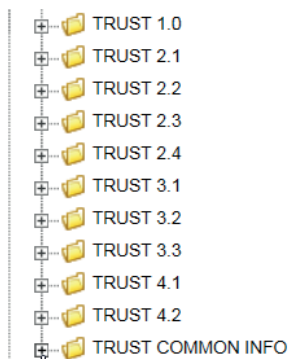 TRUST 1.0
TRUST 2.1
TRUST 2.2
TRUST 2.3
TRUST 2.4
TRUST 3.1
TRUST 3.2
TRUST 3.3
TRUST 4.1
TRUST 4.2
TRUST COMMON INFO